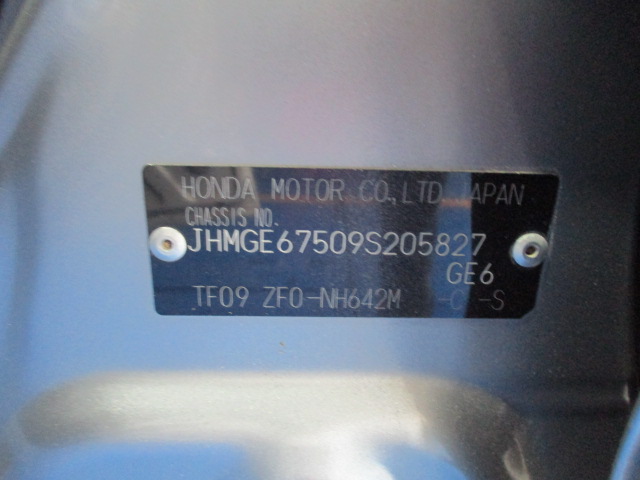 HONDA MOTOR CO.,LTD. JAPAN
CHASSIS NO.
JHMGE67509S205827
GE6
TF09 ZF0-NH642M -C -S